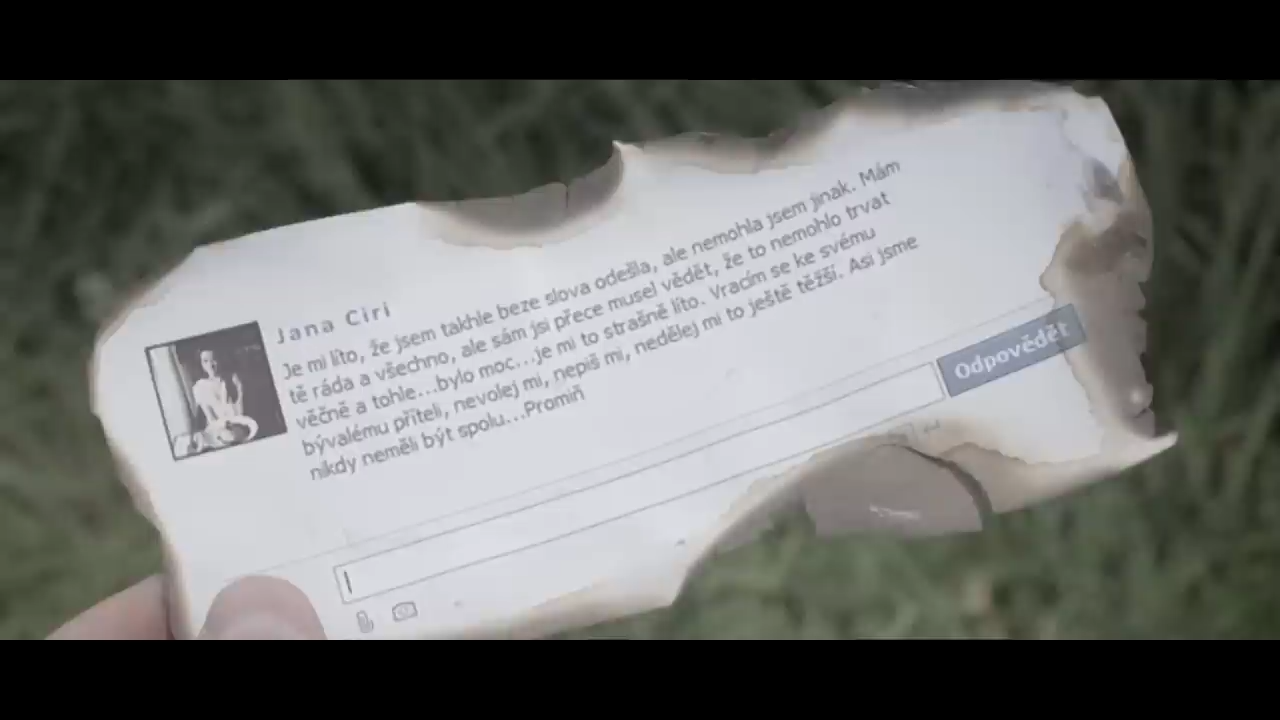 Jana Ciri
Je mi líto, že jsem takhle beze slova odešla, ale nemohla jsem jinak. Mám
tě ráda a všechno, ale sám jsi přece musel vědět, že to nemohlo trvat
věčně a tohle...bylo moc...je mi to strašně líto. Vracím se ke svému
bývalému příteli, nevolej mi, nepiš mi, nedělej mi to ještě těžší. Asi jsme
nikdy neměli být spolu...Promiň
Odpovědět